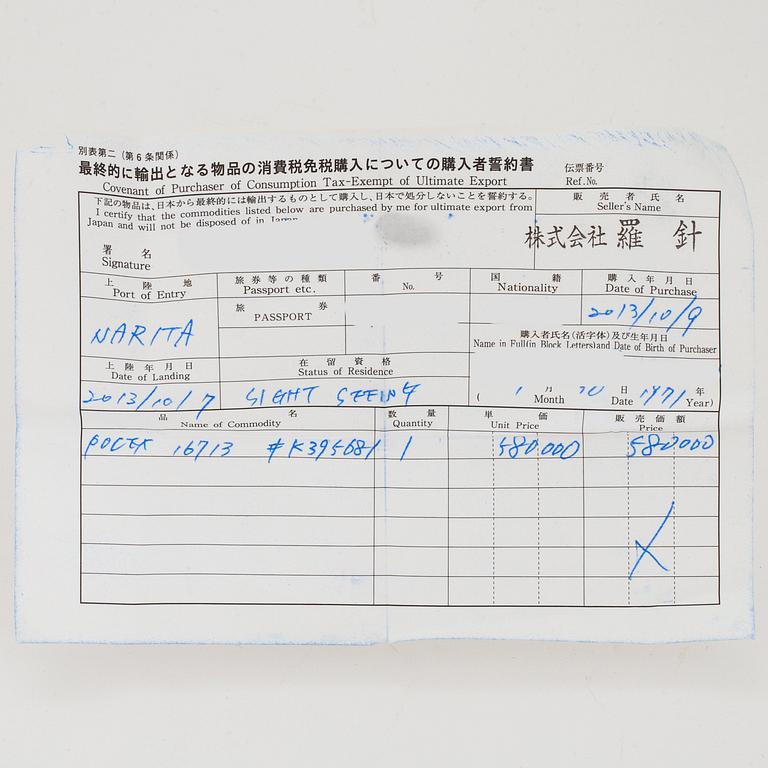 別表第二(第6条関係)
最終的に輸出となる物品の消費税免税購入についての購入者誓約書
Covenant of Purchaser of Consumption Tax-Exempt of Ultimate Export
伝票番号
Ref.No.
下記の物品は、日本から最終的には輸出するものとして購入し、日本で処分しないことを誓約する。
I certify that the commodities listed below are purchased by me for ultimate export from
Japan and will not be disposed of in
販売者氏名
Seller's Name
株式会社 羅針
署名
Signature
上陸地
Port of Entry
NARITA
旅券等の種類
Passport etc.
旅券
PASSPORT
番号
No.
国籍
Nationality
購入年月日
Date of Purchase
2013/10/9
購入者氏名(活字体)及び生年月日
Name in Full(in Block Letters)and Date of Birth of Purchaser
上陸年月日
Date of Landing
2013/10/7
在留資格
Status of Residence
SIGHT SEEING
( 1 月 日 1971 年
Month Date Year)
品名
Name of Commodity
数量
Quantity
単価
Unit Price
販売価額
Price
ROLEX 16713 #K395681 1 580.000 580.000